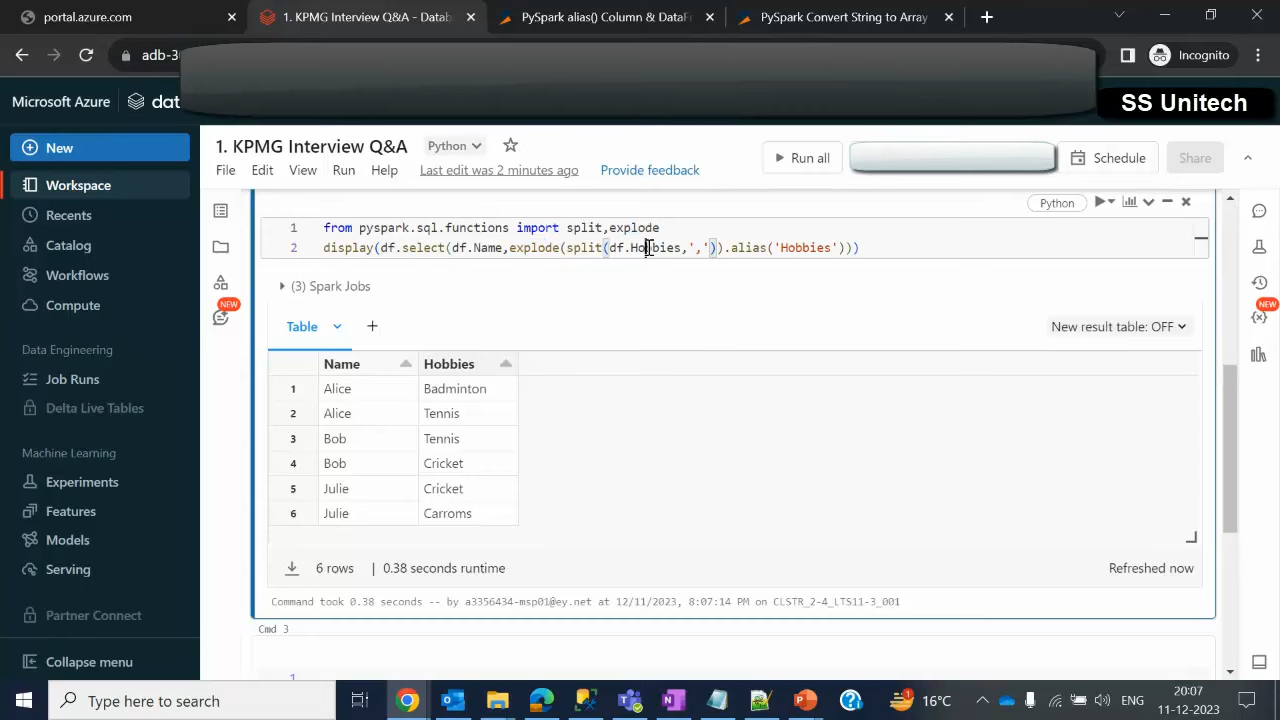 portal.azure.com
1. KPMG Interview Q&A - Datab
PySpark alias() Column & DataFr
PySpark Convert String to Array
adb-3
Incognito
SS Unitech
Microsoft Azure
dat
1. KPMG Interview Q&A
Python
File
Edit
View
Run
Help
Last edit was 2 minutes ago
Provide feedback
Run all
Schedule
Share
New
Workspace
Recents
Catalog
Workflows
Compute
Data Engineering
Job Runs
Delta Live Tables
Machine Learning
Experiments
Features
Models
Serving
Partner Connect
Collapse menu
NEW
NEW
Python
1 from pyspark.sql.functions import split,explode
2 display(df.select(df.Name,explode(split(df.Hobbies,',')).alias('Hobbies')))
(3) Spark Jobs
Table
New result table: OFF
Name Hobbies
1 Alice Badminton
2 Alice Tennis
3 Bob Tennis
4 Bob Cricket
5 Julie Cricket
6 Julie Carroms
6 rows | 0.38 seconds runtime
Refreshed now
Command took 0.38 seconds -- by a3356434-msp01@ey.net at 12/11/2023, 8:07:14 PM on CLSTR_2-4_LTS11-3_001
Cmd 3
1
NEW
Type here to search
1
16°C
ENG
20:07
11-12-2023